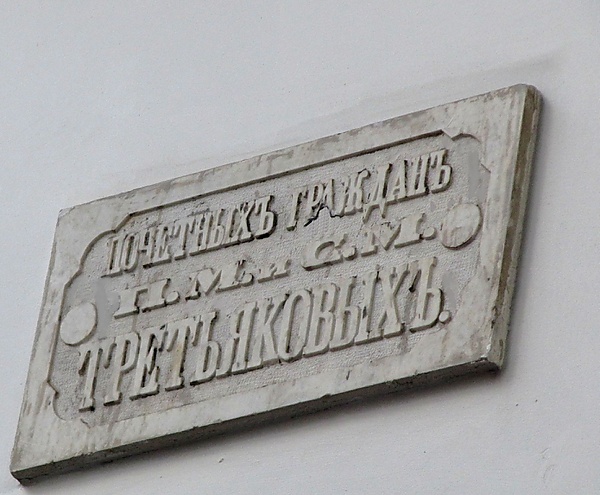 ПОЧЕТНЫХЪ ГРАЖДАНЪ
П. М. и С. М.
ТРЕТЬЯКОВЫХЪ.